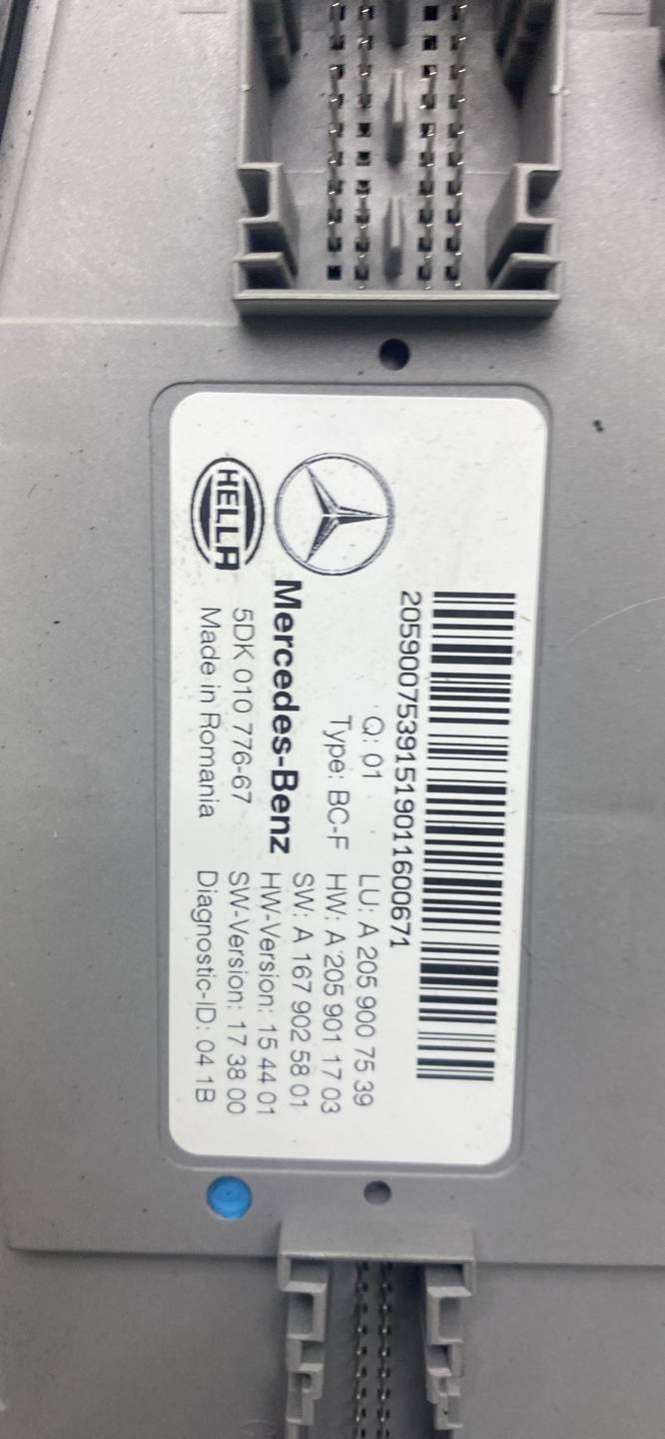 20590075391519011600671
Q: 01 LU: A 205 900 75 39
Type: BC-F HW: A 205 901 17 03
Mercedes-Benz SW: A 167 902 58 01
HW-Version: 15 44 01
HELLA 5DK 010 776-67 SW-Version: 17 38 00
Made in Romania Diagnostic-ID: 04 1B